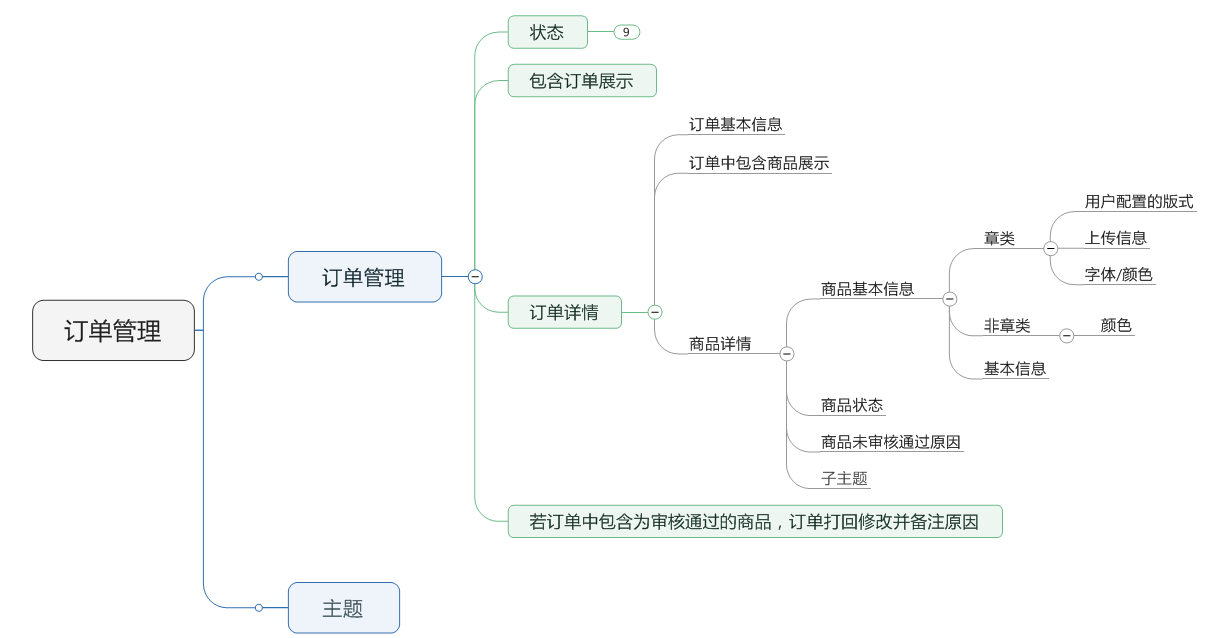 状态
9
包含订单展示
订单基本信息
订单中包含商品展示
用户配置的版式
章类
上传信息
字体/颜色
订单管理
商品基本信息
订单详情
非章类
颜色
订单管理
商品详情
基本信息
商品状态
商品未审核通过原因
子主题
若订单中包含为审核通过的商品，订单打回修改并备注原因
主题